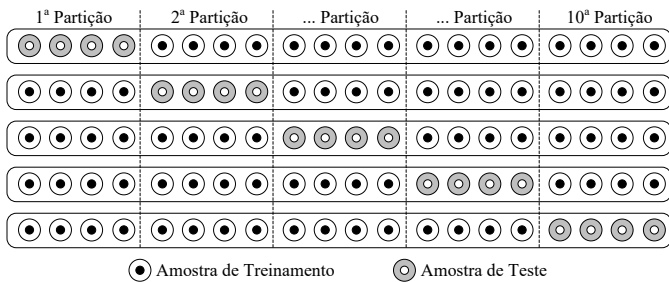 1ª Partição 2ª Partição ... Partição ... Partição 10ª Partição
Amostra de Treinamento Amostra de Teste